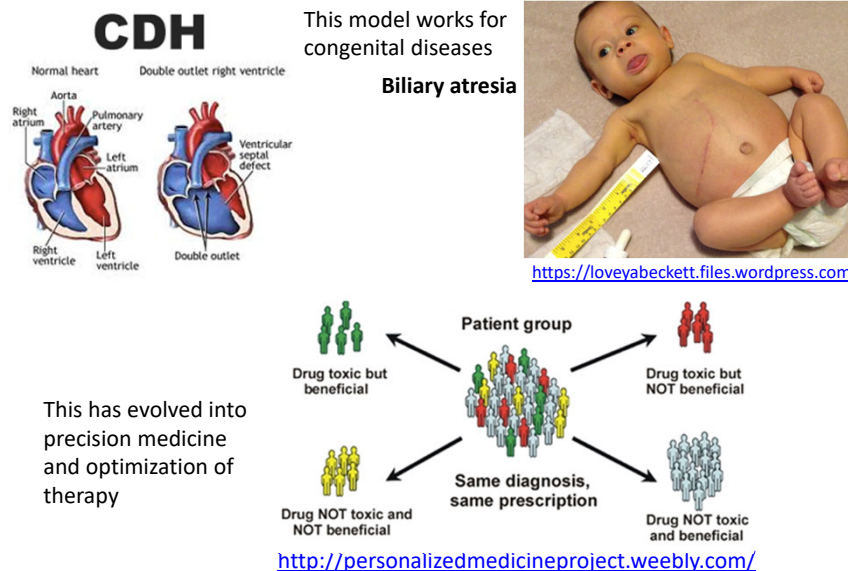 CDH
This model works for
congenital diseases
Biliary atresia
Normal heart
Double outlet right ventricle
Aorta
Right
atrium
Pulmonary
artery
Left
atrium
Ventricular
septal
defect
Right
ventricle
Left
ventricle
Double outlet
https://loveyabeckett.files.wordpress.com
Patient group
Drug toxic but
beneficial
Drug toxic but
NOT beneficial
This has evolved into
precision medicine
and optimization of
therapy
Same diagnosis,
same prescription
Drug NOT toxic and
NOT beneficial
Drug NOT toxic
and beneficial
http://personalizedmedicineproject.weebly.com/